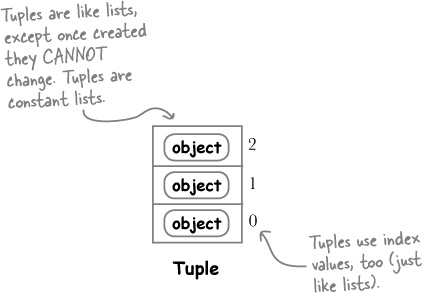 Tuples are like lists,
except once created
they CANNOT
change. Tuples are
constant lists.
object 2
object 1
object 0
Tuple
Tuples use index
values, too (just
like lists).